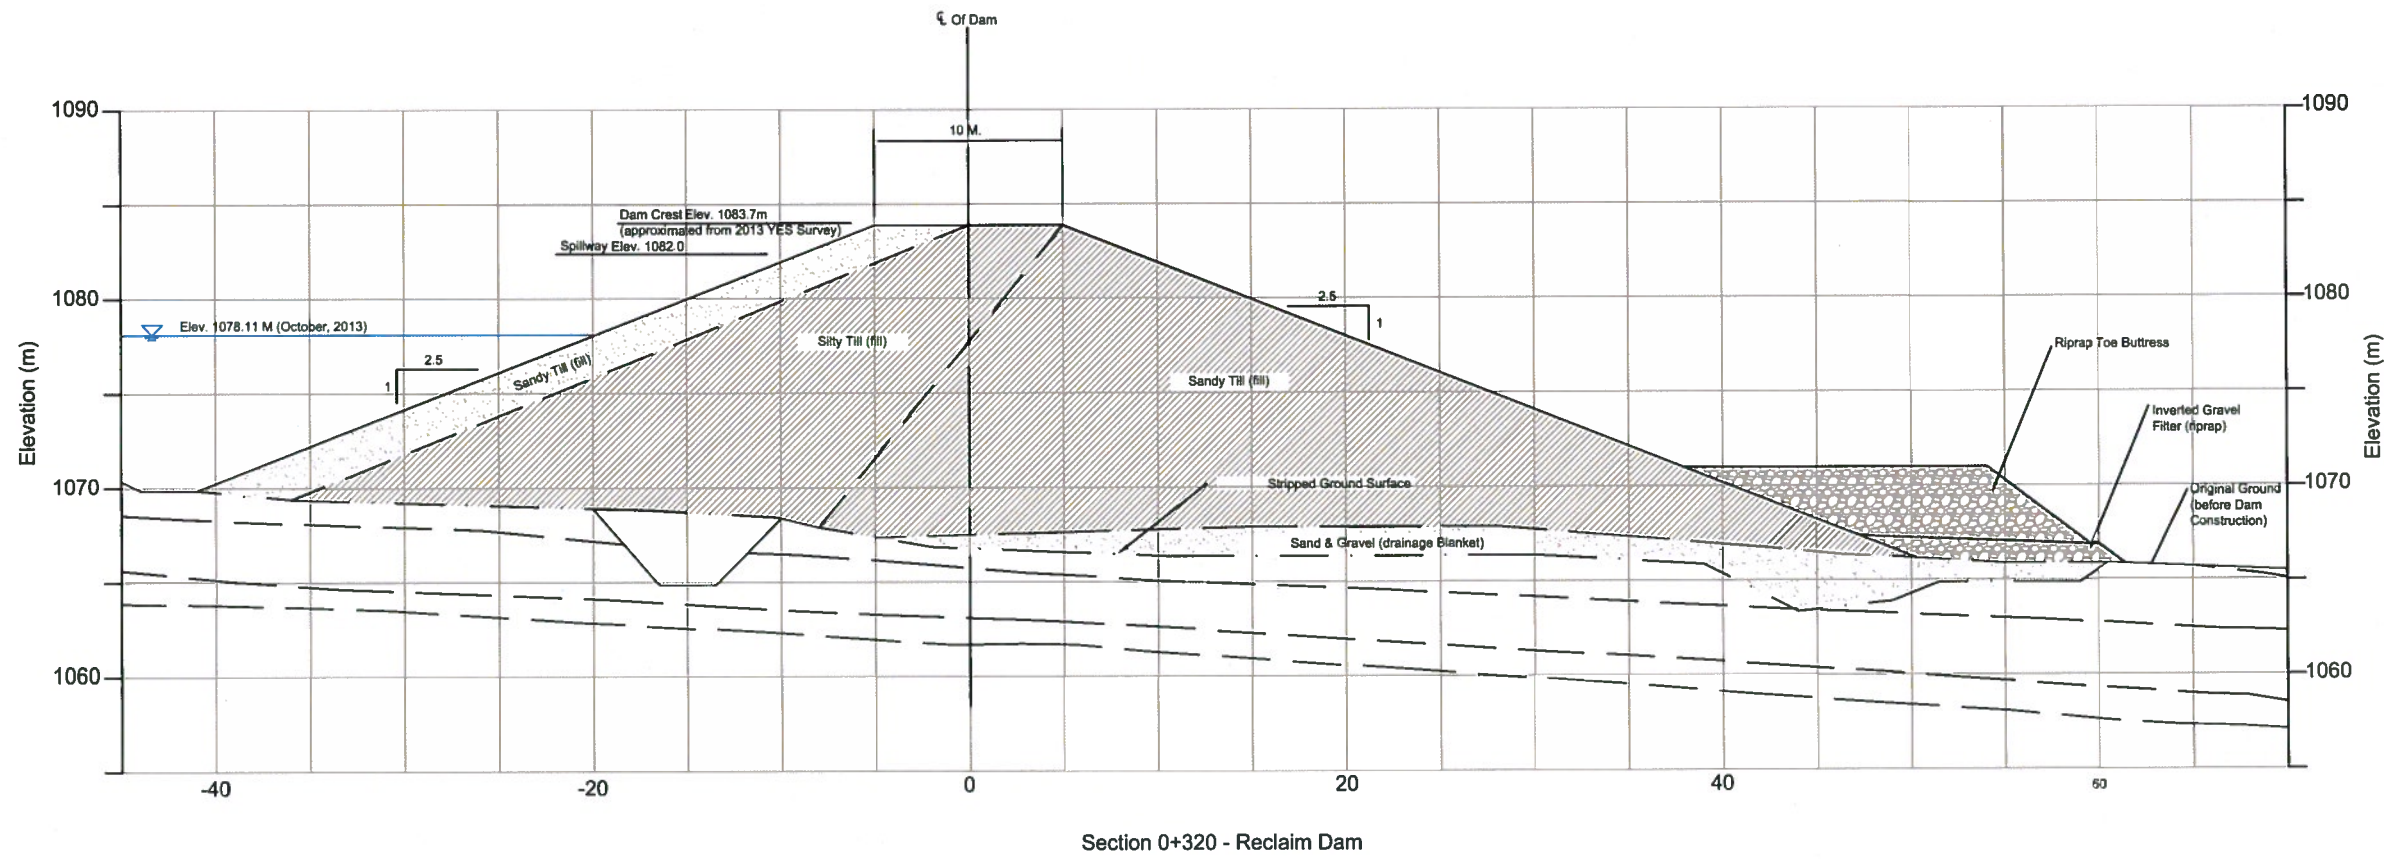 ℄ Of Dam
1090
1090
10 M.
Dam Crest Elev. 1083.7m
(approximated from 2013 YES Survey)
Spillway Elev. 1082.0
1080
2.5
1
1080
Elev. 1078.11 M (October, 2013)
Silty Till (fill)
Riprap Toe Buttress
2.5
1
Sandy Till (fill)
Sandy Till (fill)
Elevation (m)
Elevation (m)
Inverted Gravel
Filter (riprap)
1070
Stripped Ground Surface
1070
Original Ground
(before Dam
Construction)
Sand & Gravel (drainage Blanket)
1060
1060
-40
-20
0
20
40
60
Section 0+320 - Reclaim Dam